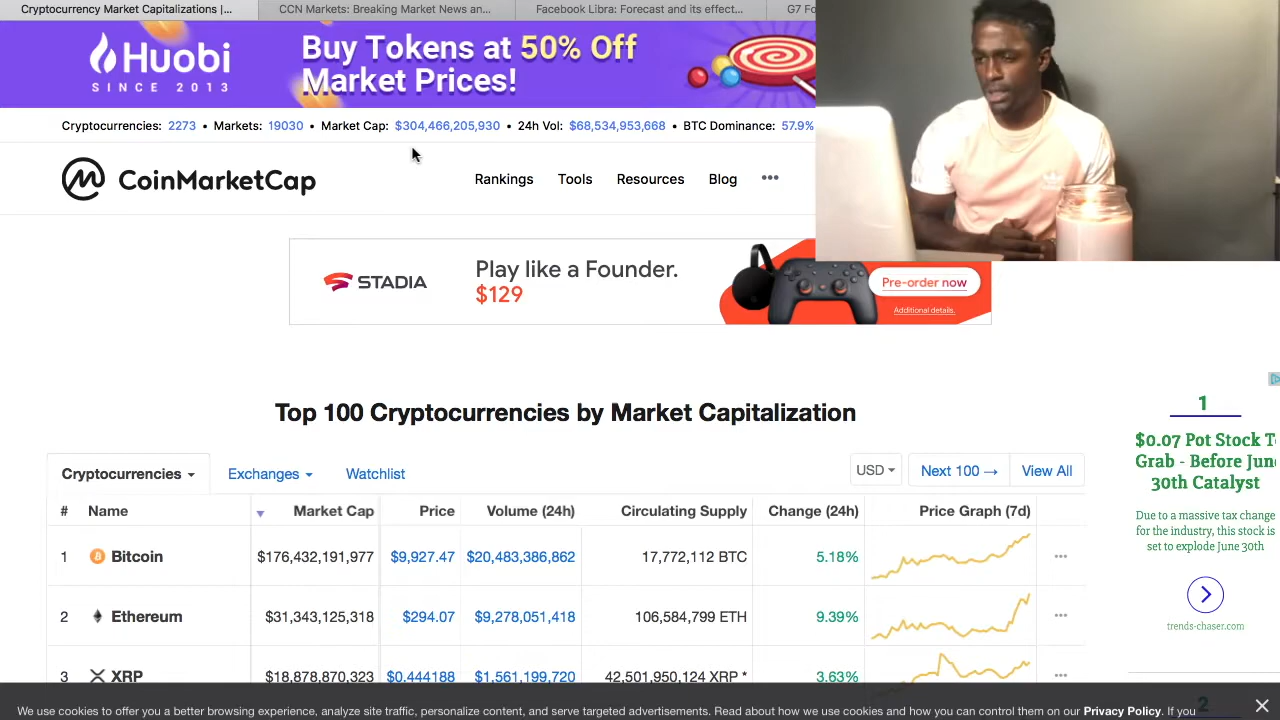 Cryptocurrency Market Capitalizations |...
CCN Markets: Breaking Market News an...
Facebook Libra: Forecast and its effect...
G7 Fo
Huobi
SINCE 2013
Buy Tokens at 50% Off
Market Prices!
Cryptocurrencies: 2273 • Markets: 19030 • Market Cap: $304,466,205,930 • 24h Vol: $68,534,953,668 • BTC Dominance: 57.9%
CoinMarketCap
Rankings Tools Resources Blog •••
STADIA
Play like a Founder.
$129
Pre-order now
Additional details.
Top 100 Cryptocurrencies by Market Capitalization
Cryptocurrencies Exchanges Watchlist USD Next 100 → View All
# Name Market Cap Price Volume (24h) Circulating Supply Change (24h) Price Graph (7d)
1 Bitcoin $176,432,191,977 $9,927.47 $20,483,386,862 17,772,112 BTC 5.18%
2 Ethereum $31,343,125,318 $294.07 $9,278,051,418 106,584,799 ETH 9.39%
3 XRP $18,878,870,323 $0.444188 $1,561,199,720 42,501,950,124 XRP * 3.63%
1
$0.07 Pot Stock T
Grab - Before Jun
30th Catalyst
Due to a massive tax change
for the industry, this stock is
set to explode June 30th
trends-chaser.com
2
We use cookies to offer you a better browsing experience, analyze site traffic, personalize content, and serve targeted advertisements. Read about how we use cookies and how you can control them on our Privacy Policy. If you